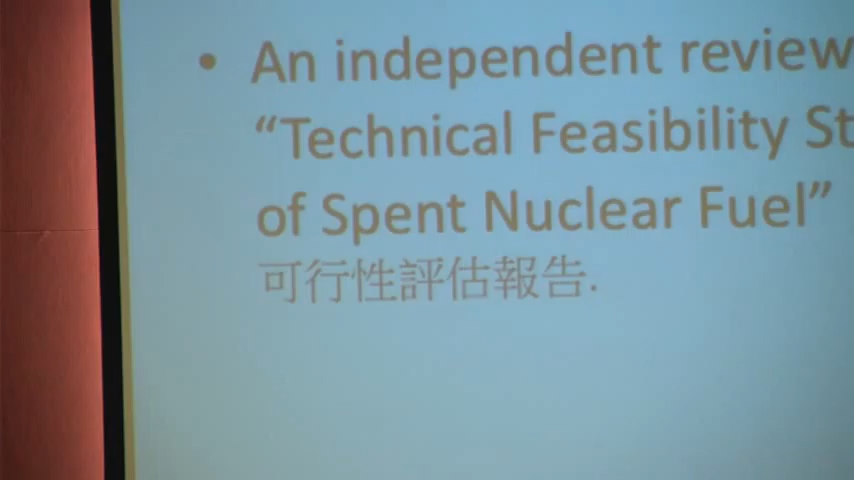 • An independent review
“Technical Feasibility St
of Spent Nuclear Fuel”
可行性評估報告.